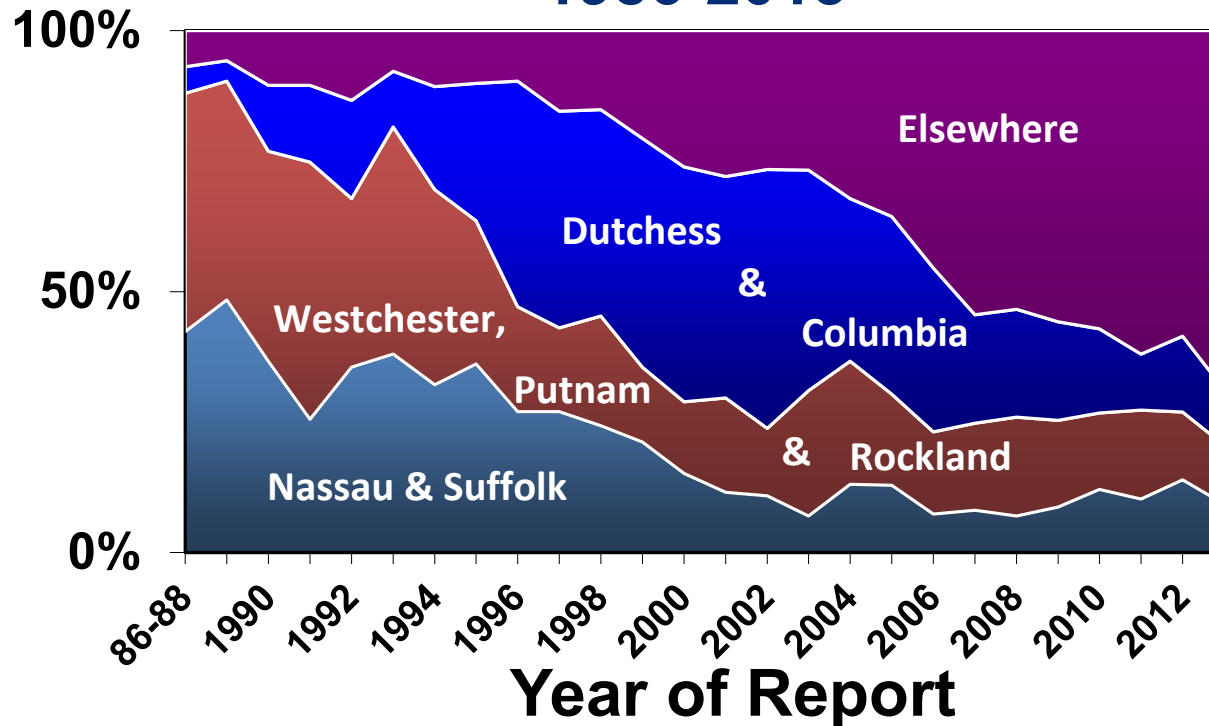 100%
Elsewhere
Dutchess
&
50%
Columbia
Westchester,
Putnam
& Rockland
Nassau & Suffolk
0%
86-88 1990 1992 1994 1996 1998 2000 2002 2004 2006 2008 2010 2012
Year of Report